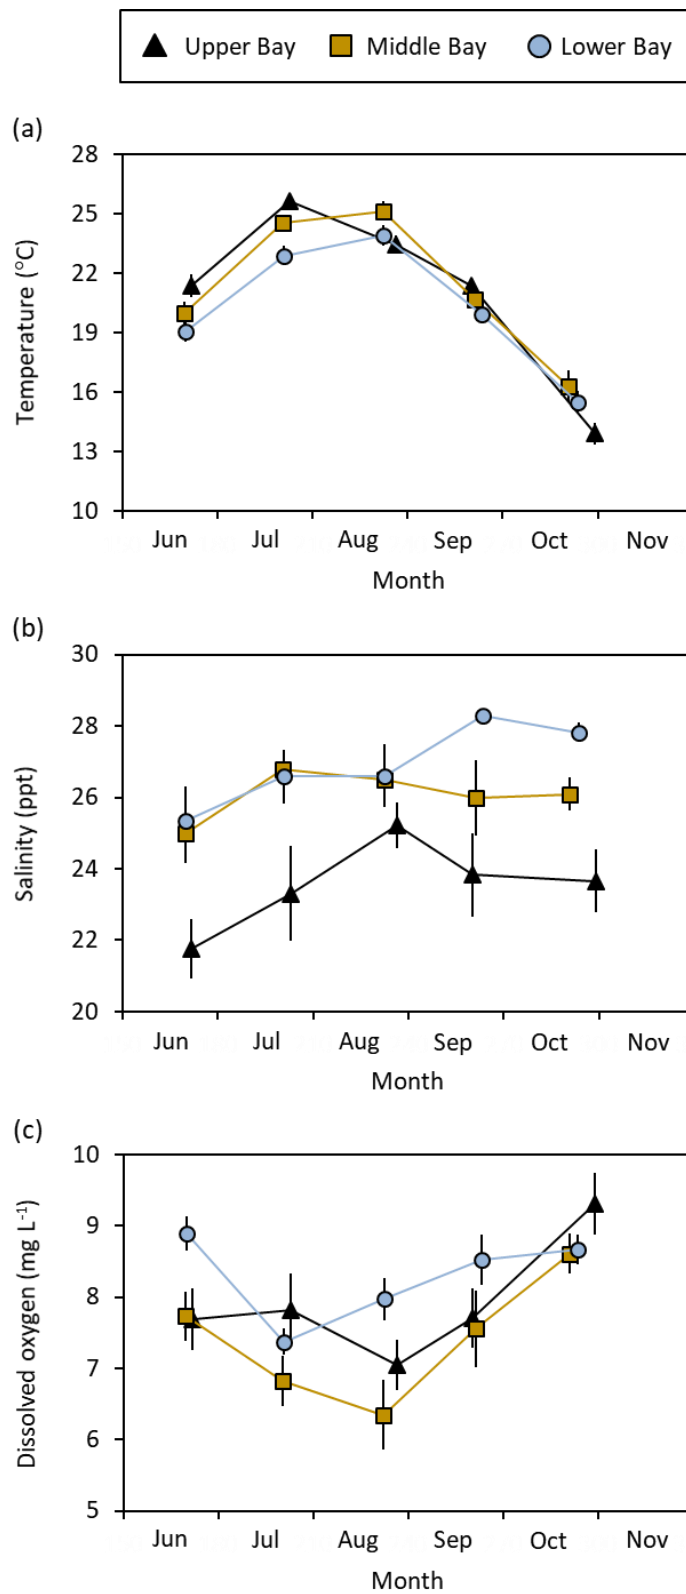 Upper Bay Middle Bay Lower Bay
(a)
28
25
22
19
16
13
10
Temperature (°C)
Jun Jul Aug Sep Oct Nov
Month
(b)
30
28
26
24
22
20
Salinity (ppt)
Jun Jul Aug Sep Oct Nov
Month
(c)
10
9
8
7
6
5
Dissolved oxygen (mg L⁻¹)
Jun Jul Aug Sep Oct Nov
Month